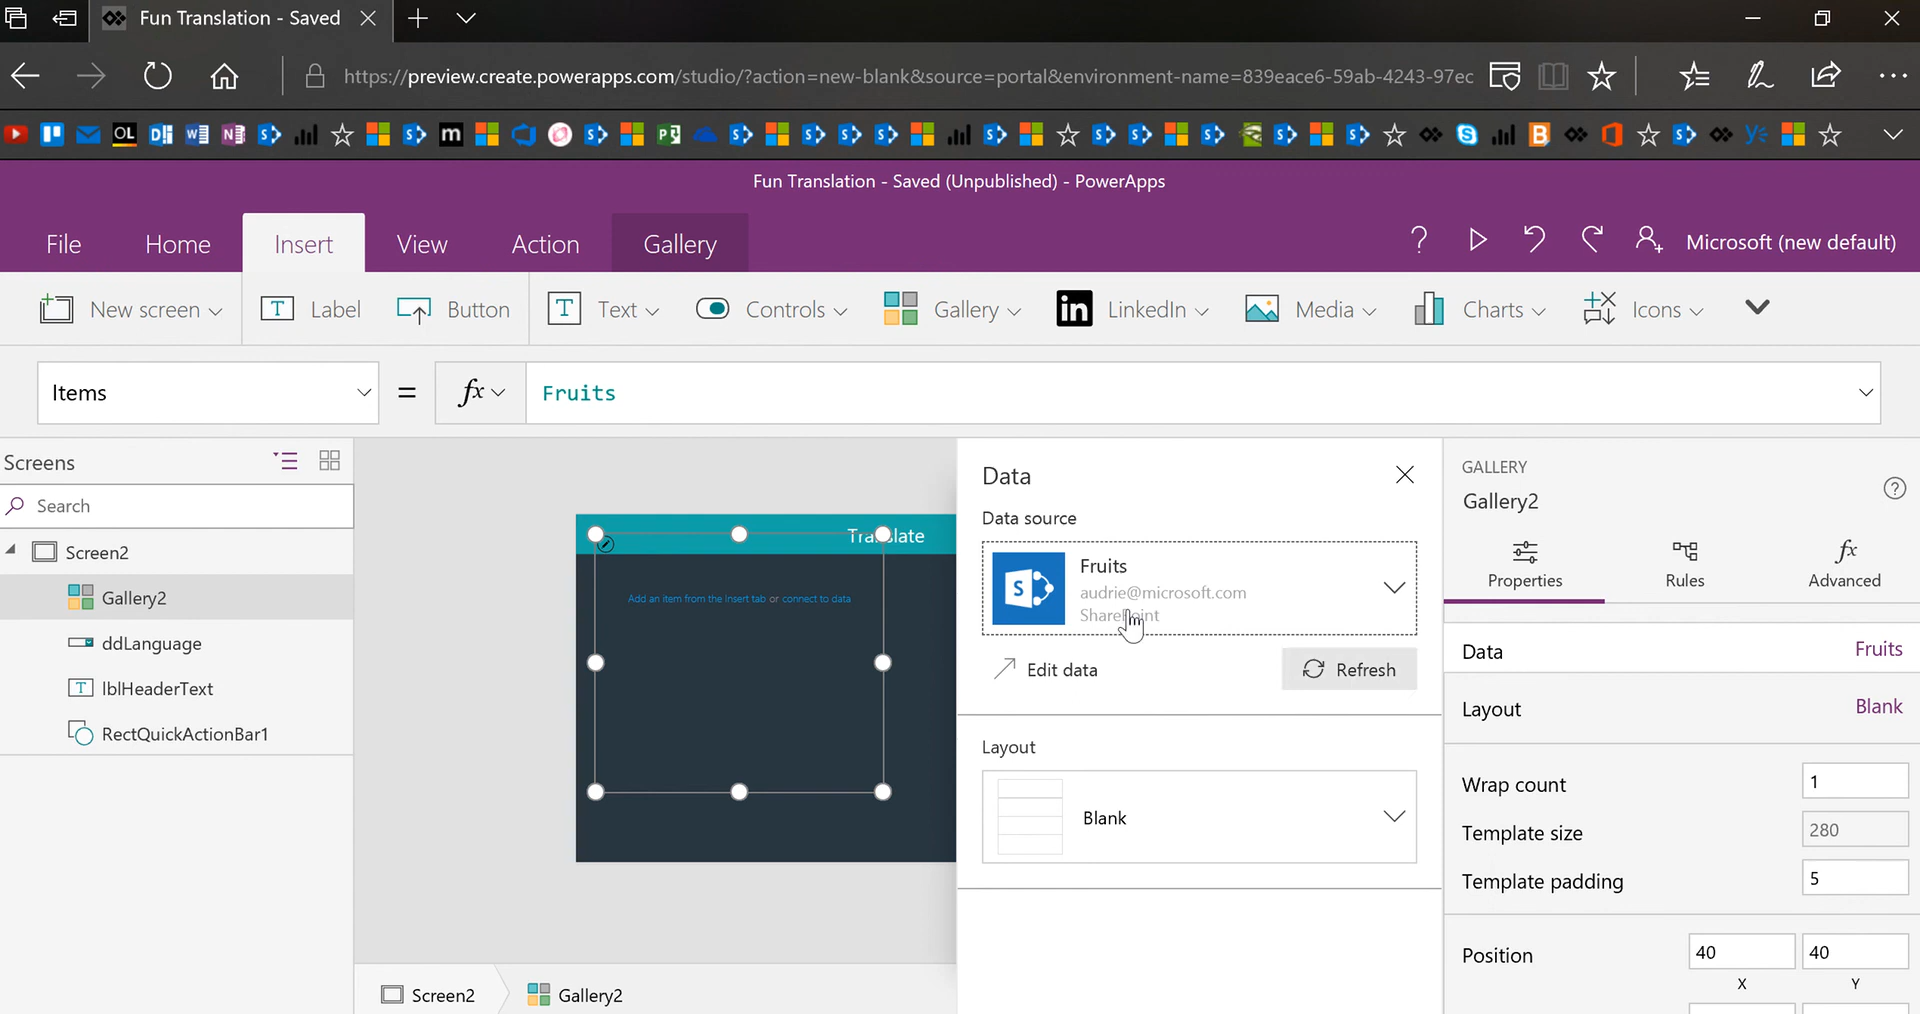 Fun Translation - Saved
https://preview.create.powerapps.com/studio/?action=new-blank&source=portal&environment-name=839eace6-59ab-4243-97ec
Fun Translation - Saved (Unpublished) - PowerApps
File Home Insert View Action Gallery Microsoft (new default)
New screen Label Button Text Controls Gallery LinkedIn Media Charts Icons
Items = fx Fruits
Screens
Search
Screen2
Gallery2
ddLanguage
lblHeaderText
RectQuickActionBar1
Translate
Add an item from the Insert tab or connect to data
Screen2 Gallery2
Data
Data source
Fruits
audrie@microsoft.com
SharePoint
Edit data Refresh
Layout
Blank
GALLERY
Gallery2
Properties Rules Advanced
Data Fruits
Layout Blank
Wrap count 1
Template size 280
Template padding 5
Position 40 40
X Y